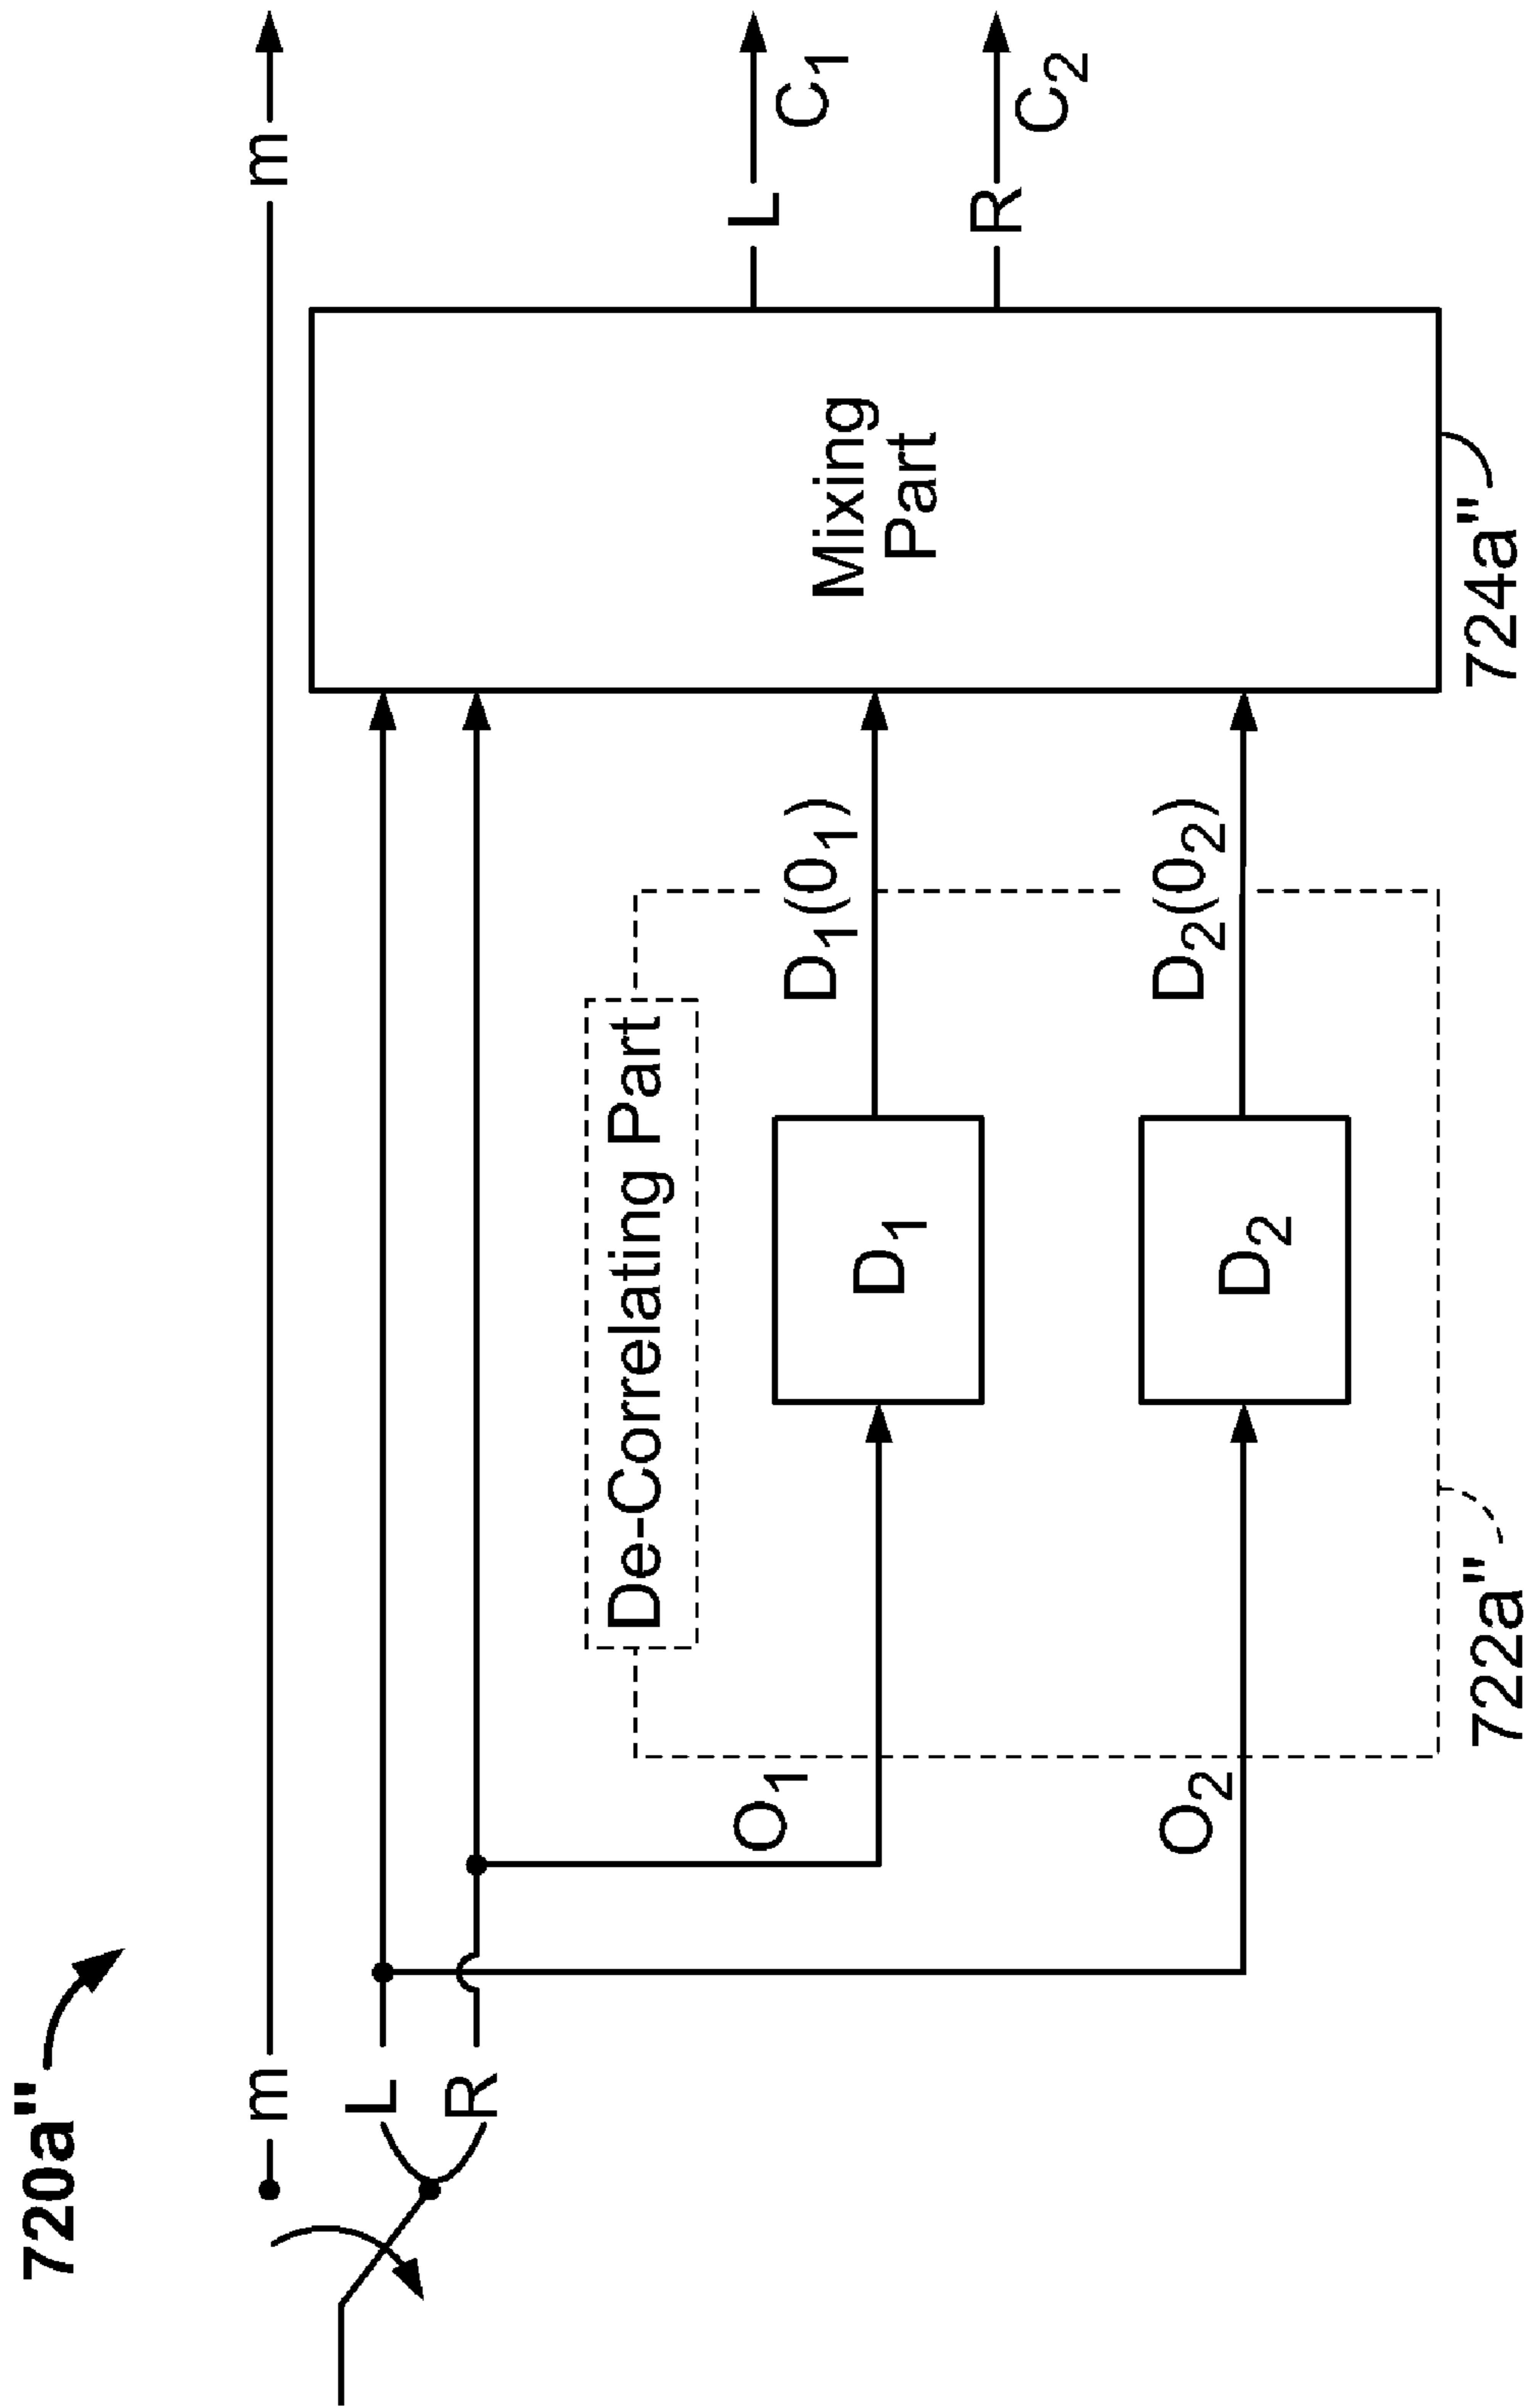 720a"
m
m
L
R
L
C1
R
C2
De-Correlating Part
Mixing
Part
O1
D1
D1(01)
O2
D2
D2(02)
722a"
724a"